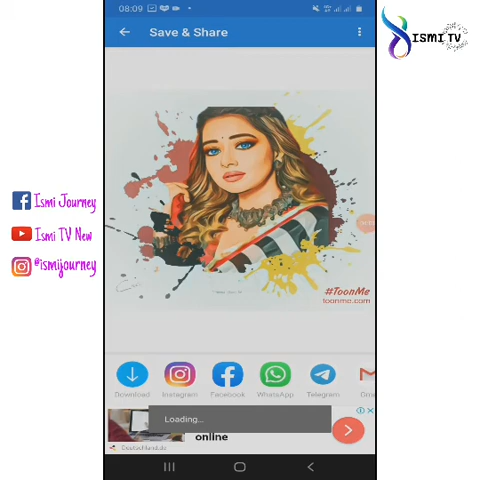 08:09
Save & Share
ISMI TV
Ismi Journey
Ismi TV New
@ismijourney
#ToonMe
toonme.com
Download
Instagram
Facebook
WhatsApp
Telegram
Loading...
online